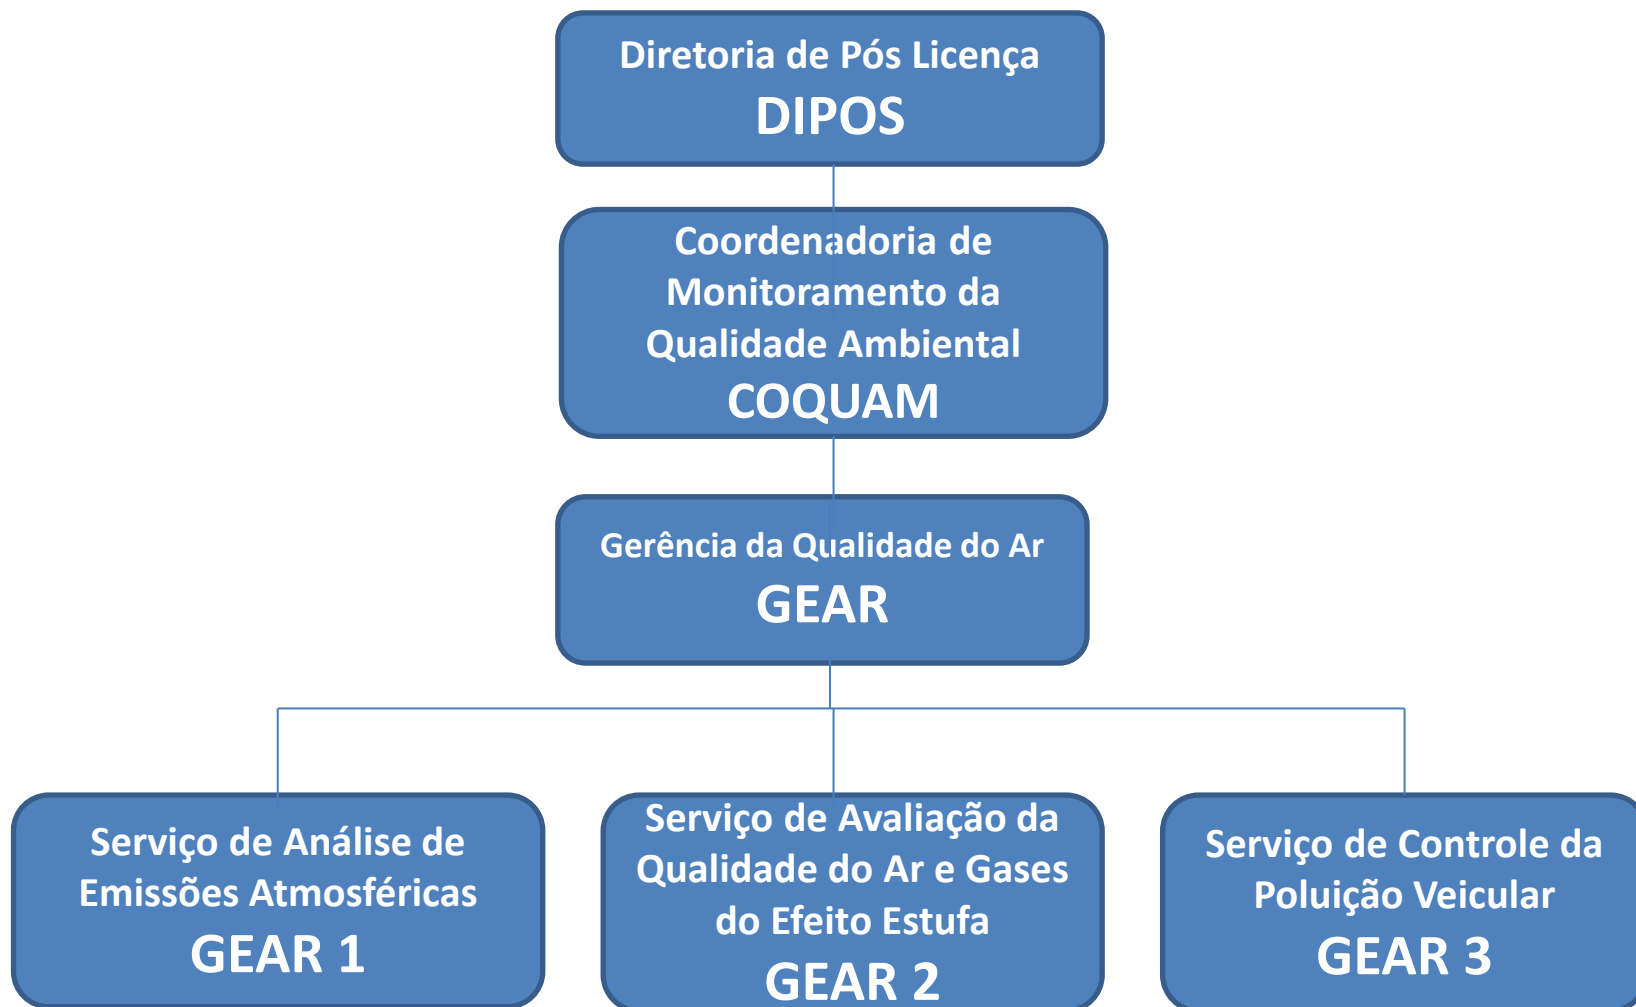 Diretoria de Pós Licença
DIPOS
Coordenadoria de
Monitoramento da
Qualidade Ambiental
COQUAM
Gerência da Qualidade do Ar
GEAR
Serviço de Análise de
Emissões Atmosféricas
GEAR 1
Serviço de Avaliação da
Qualidade do Ar e Gases
do Efeito Estufa
GEAR 2
Serviço de Controle da
Poluição Veicular
GEAR 3